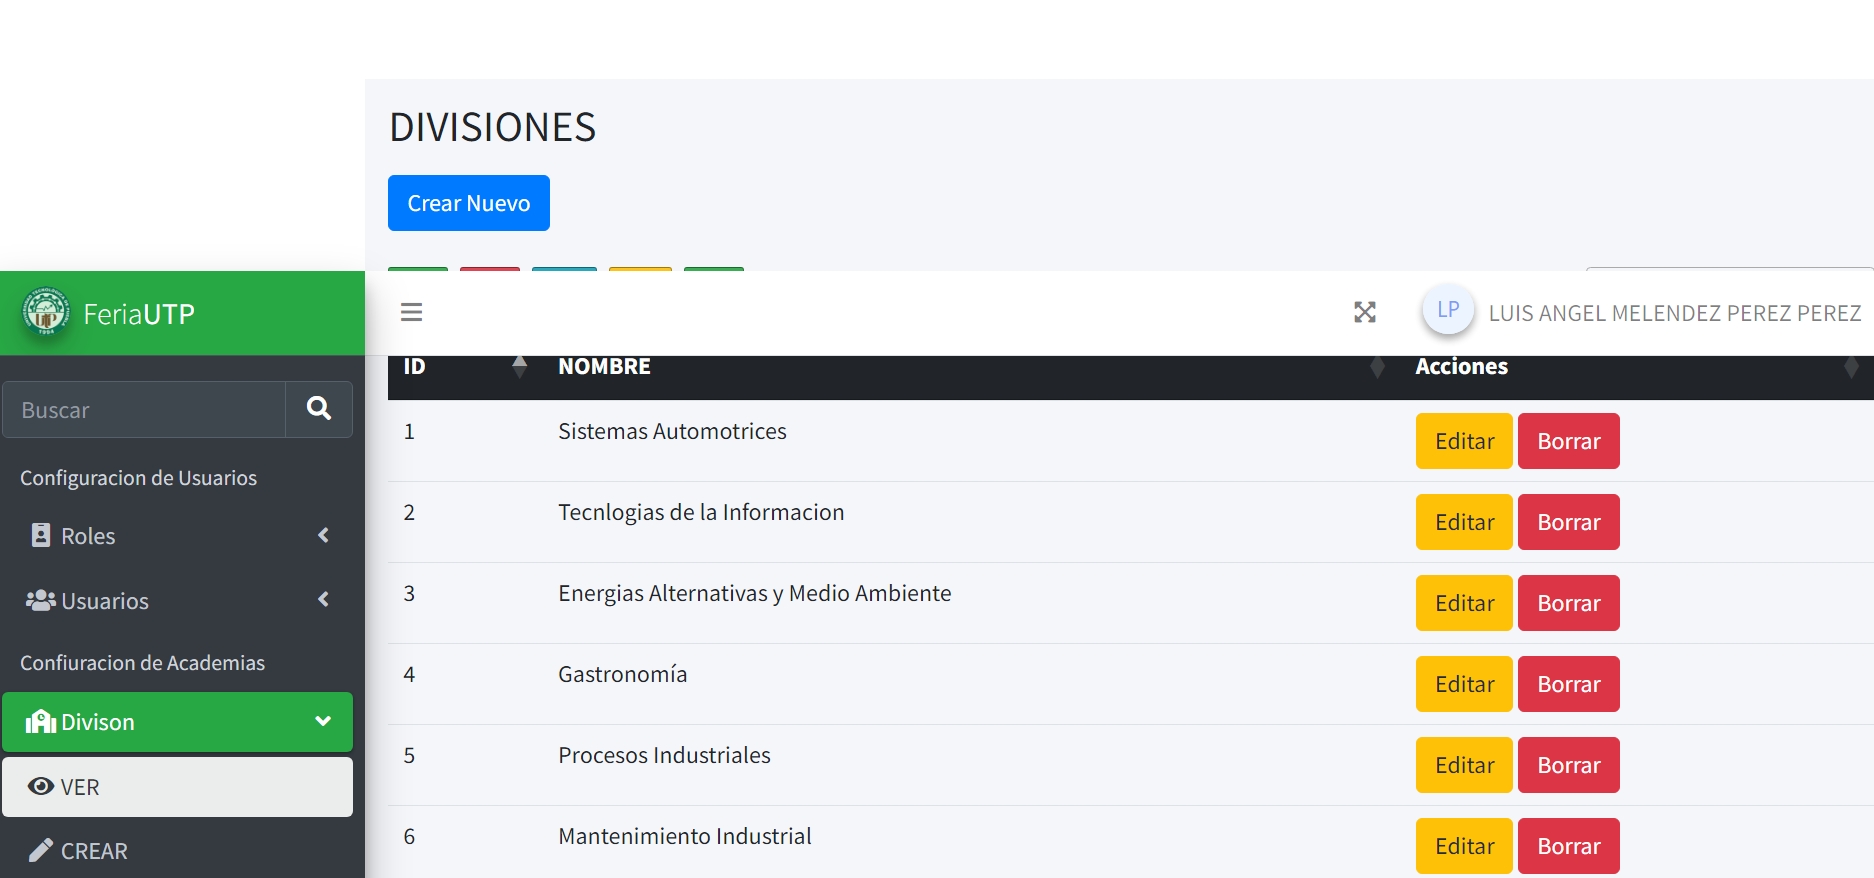 DIVISIONES
Crear Nuevo
FeriaUTP
LP LUIS ANGEL MELENDEZ PEREZ PEREZ
Buscar
Configuracion de Usuarios
Roles
Usuarios
Confiuracion de Academias
Divison
VER
CREAR
ID NOMBRE Acciones
1 Sistemas Automotrices Editar Borrar
2 Tecnlogias de la Informacion Editar Borrar
3 Energias Alternativas y Medio Ambiente Editar Borrar
4 Gastronomía Editar Borrar
5 Procesos Industriales Editar Borrar
6 Mantenimiento Industrial Editar Borrar